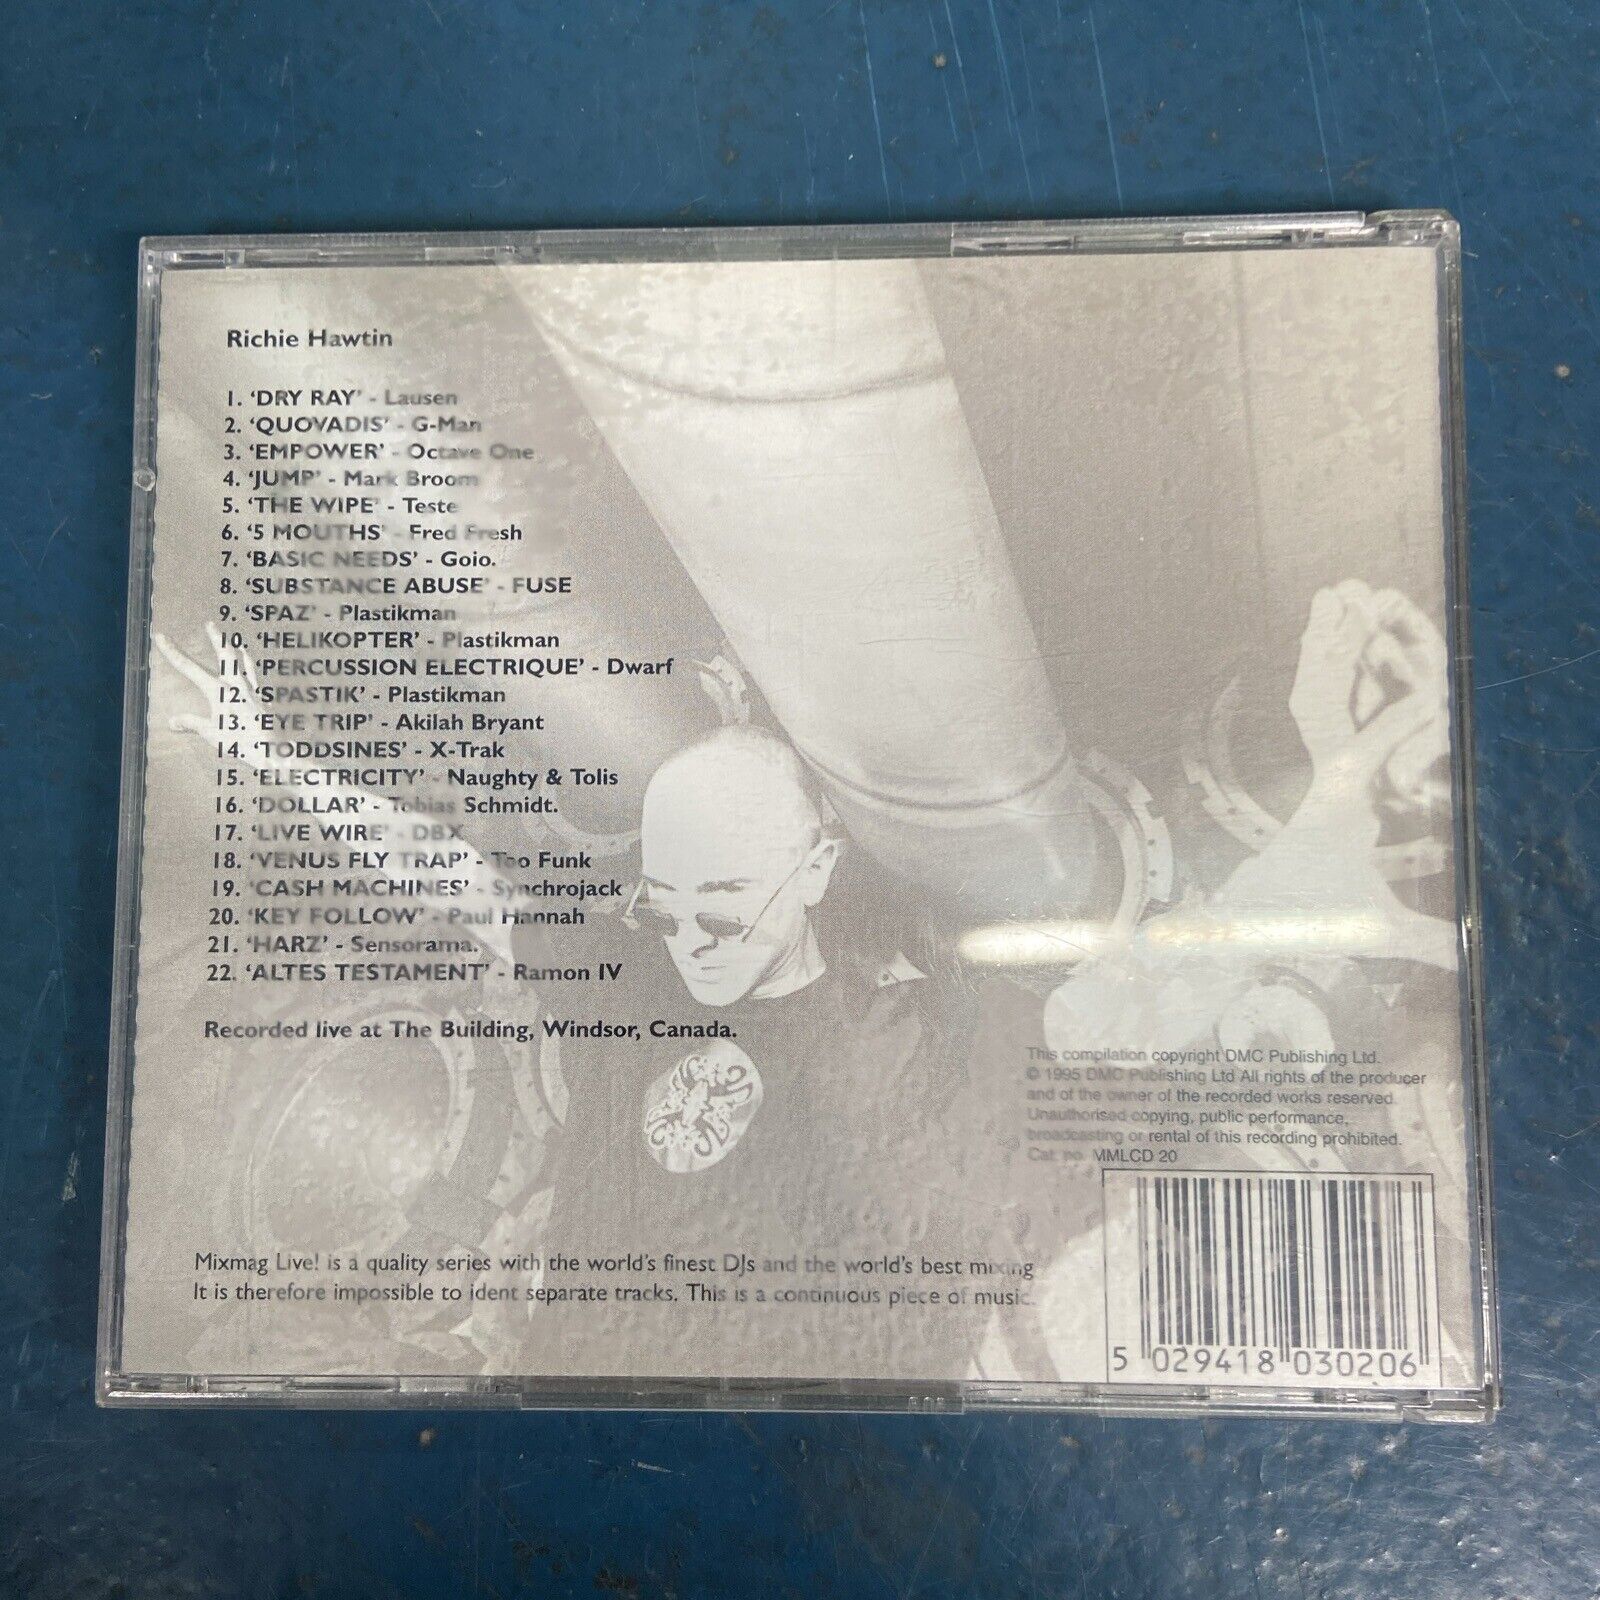 Richie Hawtin
1. ‘DRY RAY’ - Lausen
2. ‘QUOVADIS’ - G-Man
3. ‘EMPOWER’ - Octave One
4. ‘JUMP’ - Mark Broom
5. ‘THE WIPE’ - Teste
6. ‘5 MOUTHS’ - Fred Fresh
7. ‘BASIC NEEDS’ - Goio.
8. ‘SUBSTANCE ABUSE’ - FUSE
9. ‘SPAZ’ - Plastikman
10. ‘HELIKOPTER’ - Plastikman
11. ‘PERCUSSION ELECTRIQUE’ - Dwarf
12. ‘SPASTIK’ - Plastikman
13. ‘EYE TRIP’ - Akilah Bryant
14. ‘TODDSINES’ - X-Trak
15. ‘ELECTRICITY’ - Naughty & Tolis
16. ‘DOLLAR’ - Tobias Schmidt.
17. ‘LIVE WIRE’ - DBX
18. ‘VENUS FLY TRAP’ - Too Funk
19. ‘CASH MACHINES’ - Synchrojack
20. ‘KEY FOLLOW’ - Paul Hannah
21. ‘HARZ’ - Sensorama.
22. ‘ALTES TESTAMENT’ - Ramon IV
Recorded live at The Building, Windsor, Canada.
This compilation copyright DMC Publishing Ltd.
© 1995 DMC Publishing Ltd All rights of the producer
and of the owner of the recorded works reserved.
Unauthorised copying, public performance,
broadcasting or rental of this recording prohibited.
Cat. no. MMLCD 20
Mixmag Live! is a quality series with the world's finest DJs and the world's best mixing
It is therefore impossible to ident separate tracks. This is a continuous piece of music.
5 029418 030206